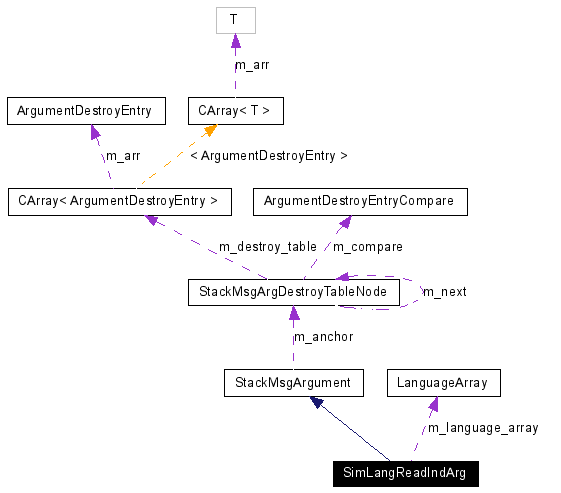 T
m_arr
ArgumentDestroyEntry
CArray< T >
m_arr
< ArgumentDestroyEntry >
CArray< ArgumentDestroyEntry >
ArgumentDestroyEntryCompare
m_destroy_table
m_compare
StackMsgArgDestroyTableNode
m_next
m_anchor
StackMsgArgument
LanguageArray
m_language_array
SimLangReadIndArg